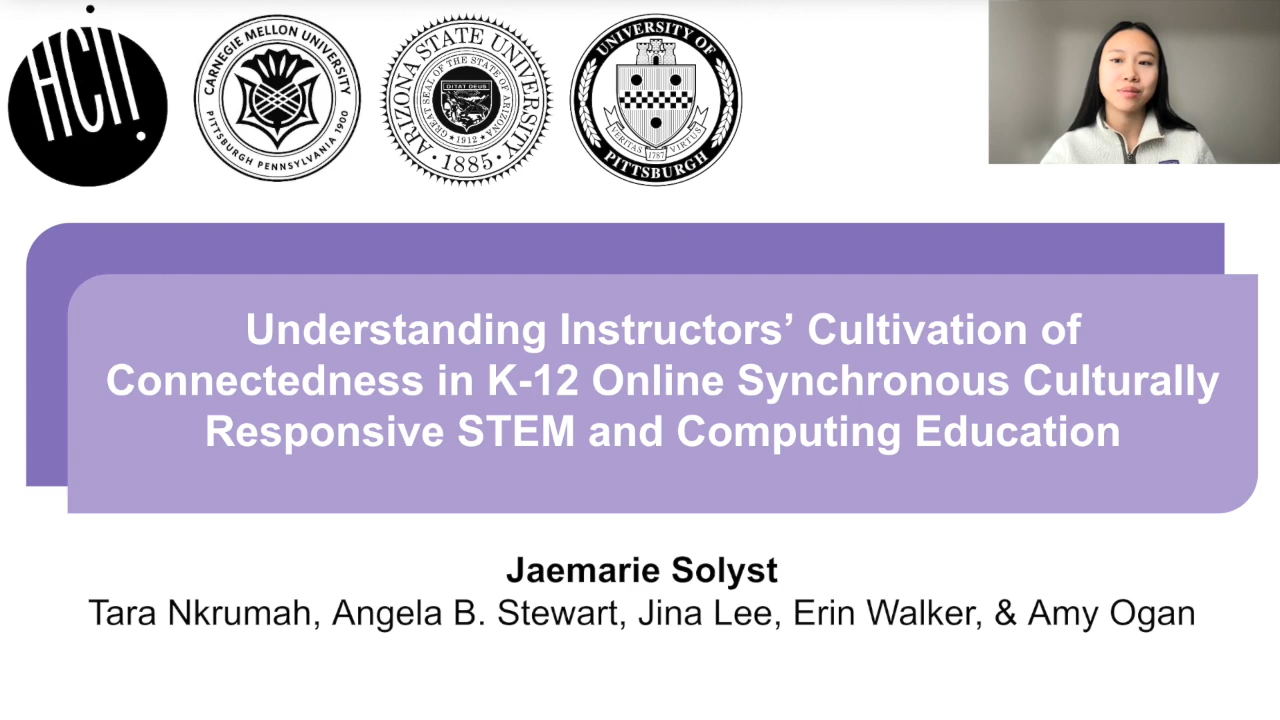 HCII
CARNEGIE MELLON UNIVERSITY
PITTSBURGH PENNSYLVANIA 1900
ARIZONA STATE UNIVERSITY
GREAT SEAL OF THE STATE OF ARIZONA
DITAT DEUS
1912
1885
UNIVERSITY OF
VERITAS 1787 VIRTUS
PITTSBURGH
Understanding Instructors’ Cultivation of
Connectedness in K-12 Online Synchronous Culturally
Responsive STEM and Computing Education
Jaemarie Solyst
Tara Nkrumah, Angela B. Stewart, Jina Lee, Erin Walker, & Amy Ogan